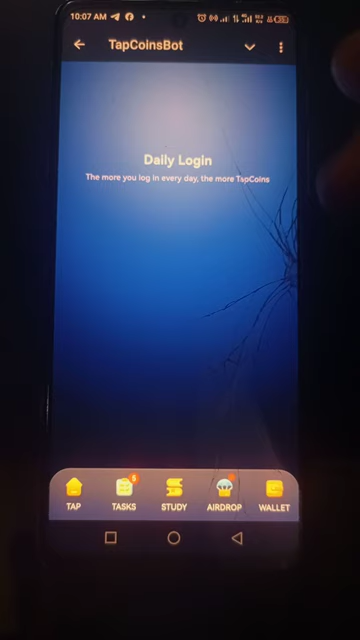 10:07 AM
TapCoinsBot
Daily Login
The more you log in every day, the more TapCoins
5
TAP
TASKS
STUDY
AIRDROP
WALLET